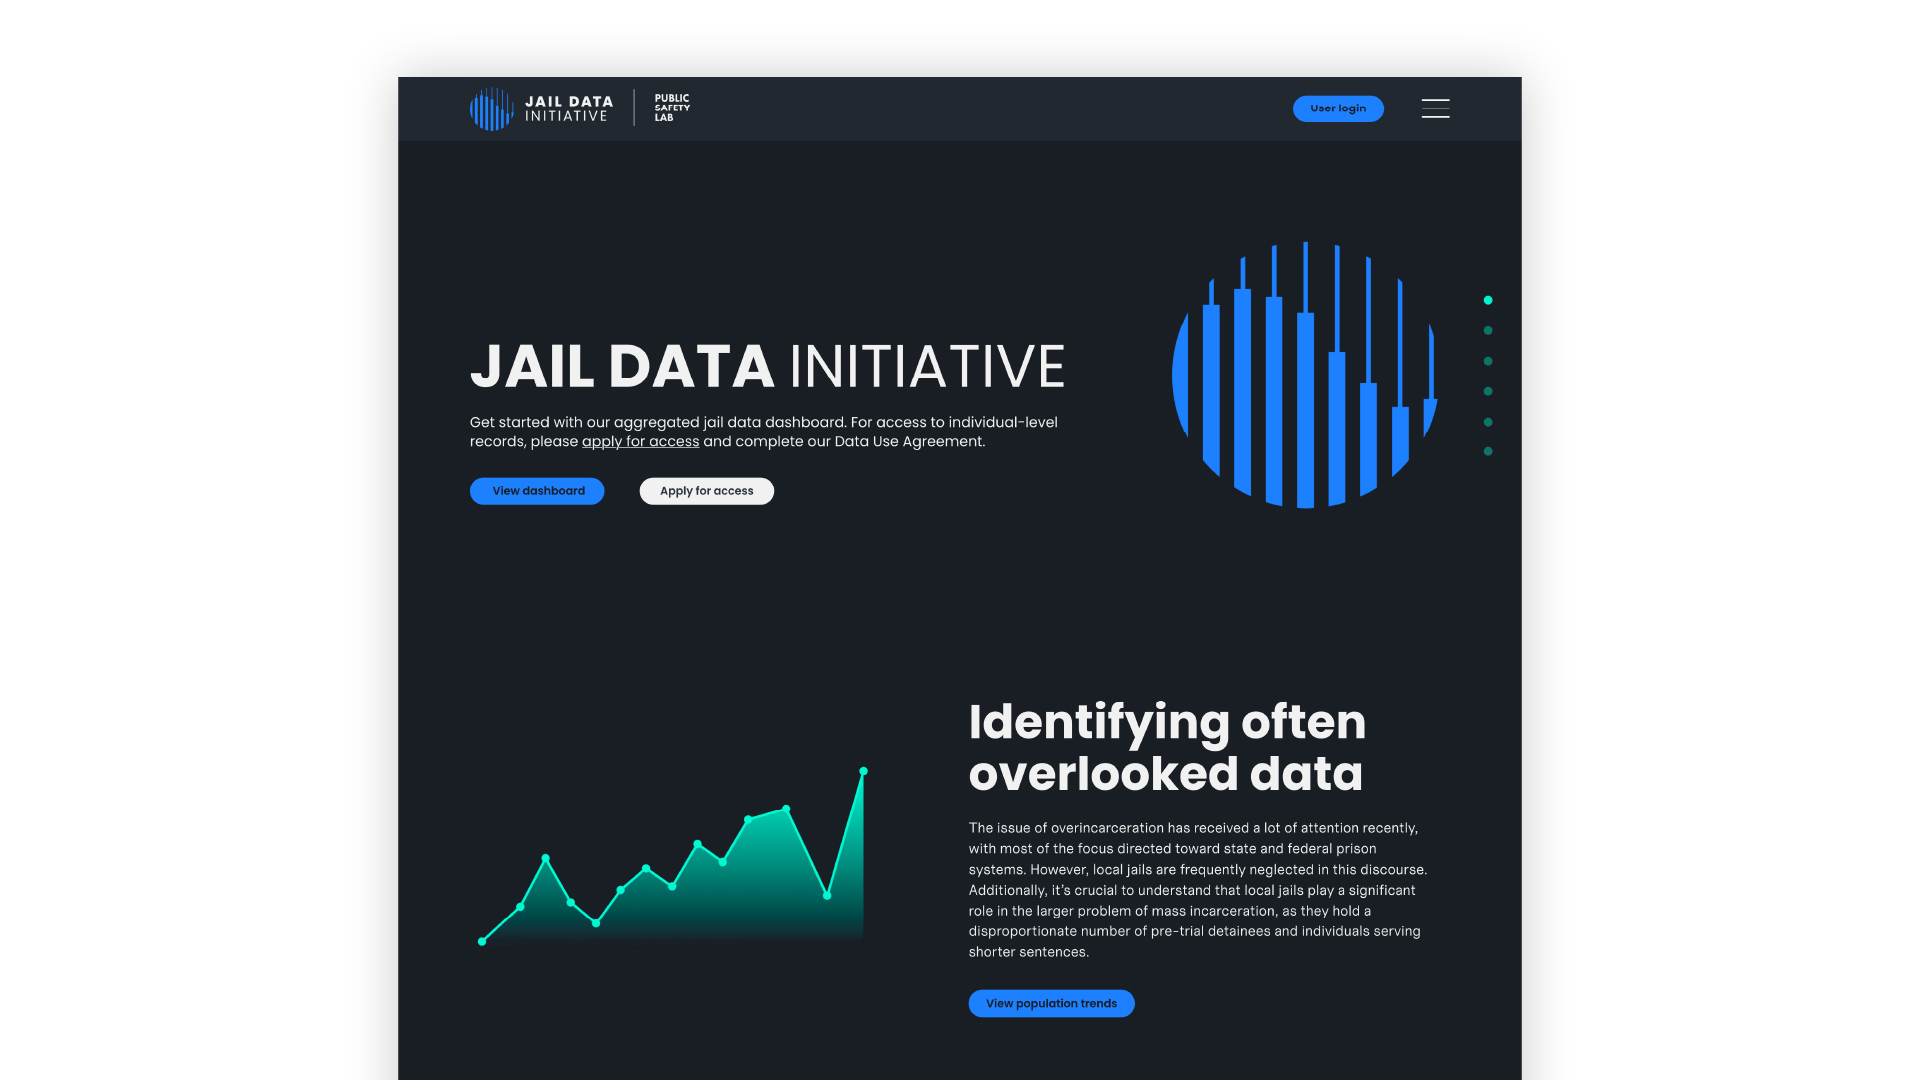 JAIL DATA
INITIATIVE
PUBLIC
SAFETY
LAB
User login
JAIL DATA INITIATIVE
Get started with our aggregated jail data dashboard. For access to individual-level
records, please apply for access and complete our Data Use Agreement.
View dashboard
Apply for access
Identifying often
overlooked data
The issue of overincarceration has received a lot of attention recently,
with most of the focus directed toward state and federal prison
systems. However, local jails are frequently neglected in this discourse.
Additionally, it's crucial to understand that local jails play a significant
role in the larger problem of mass incarceration, as they hold a
disproportionate number of pre-trial detainees and individuals serving
shorter sentences.
View population trends